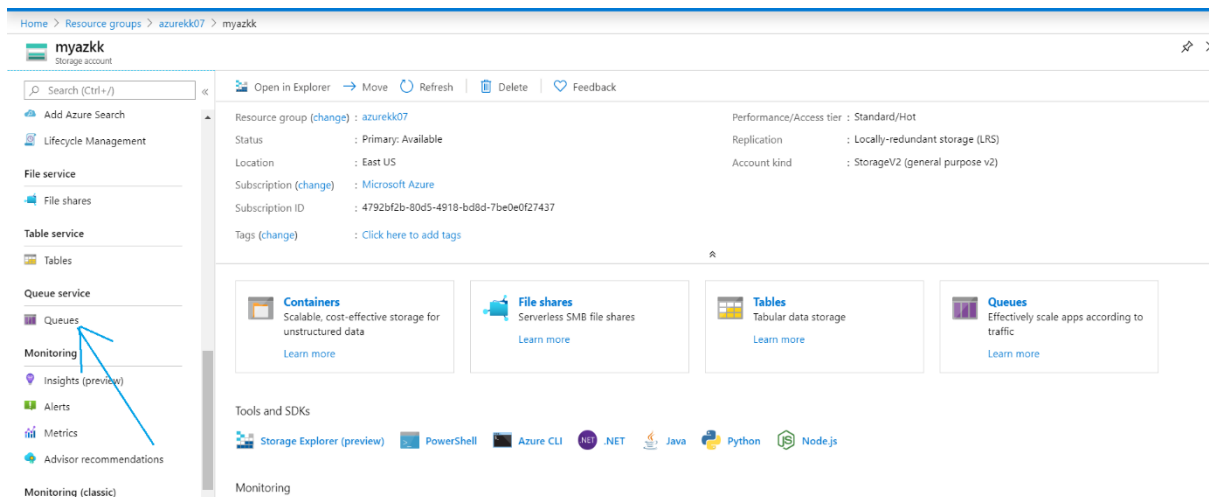 Home > Resource groups > azurekk07 > myazkk
myazkk
Storage account
Search (Ctrl+/)
«
Add Azure Search
Lifecycle Management
File service
File shares
Table service
Tables
Queue service
Queues
Monitoring
Insights (preview)
Alerts
Metrics
Advisor recommendations
Monitoring (classic)
Open in Explorer Move Refresh Delete Feedback
Resource group (change) : azurekk07
Status : Primary: Available
Location : East US
Subscription (change) : Microsoft Azure
Subscription ID : 4792bf2b-80d5-4918-bd8d-7be0e0f27437
Tags (change) : Click here to add tags
Performance/Access tier : Standard/Hot
Replication : Locally-redundant storage (LRS)
Account kind : StorageV2 (general purpose v2)
Containers
Scalable, cost-effective storage for
unstructured data
Learn more
File shares
Serverless SMB file shares
Learn more
Tables
Tabular data storage
Learn more
Queues
Effectively scale apps according to
traffic
Learn more
Tools and SDKs
Storage Explorer (preview) PowerShell Azure CLI .NET Java Python Node.js
Monitoring